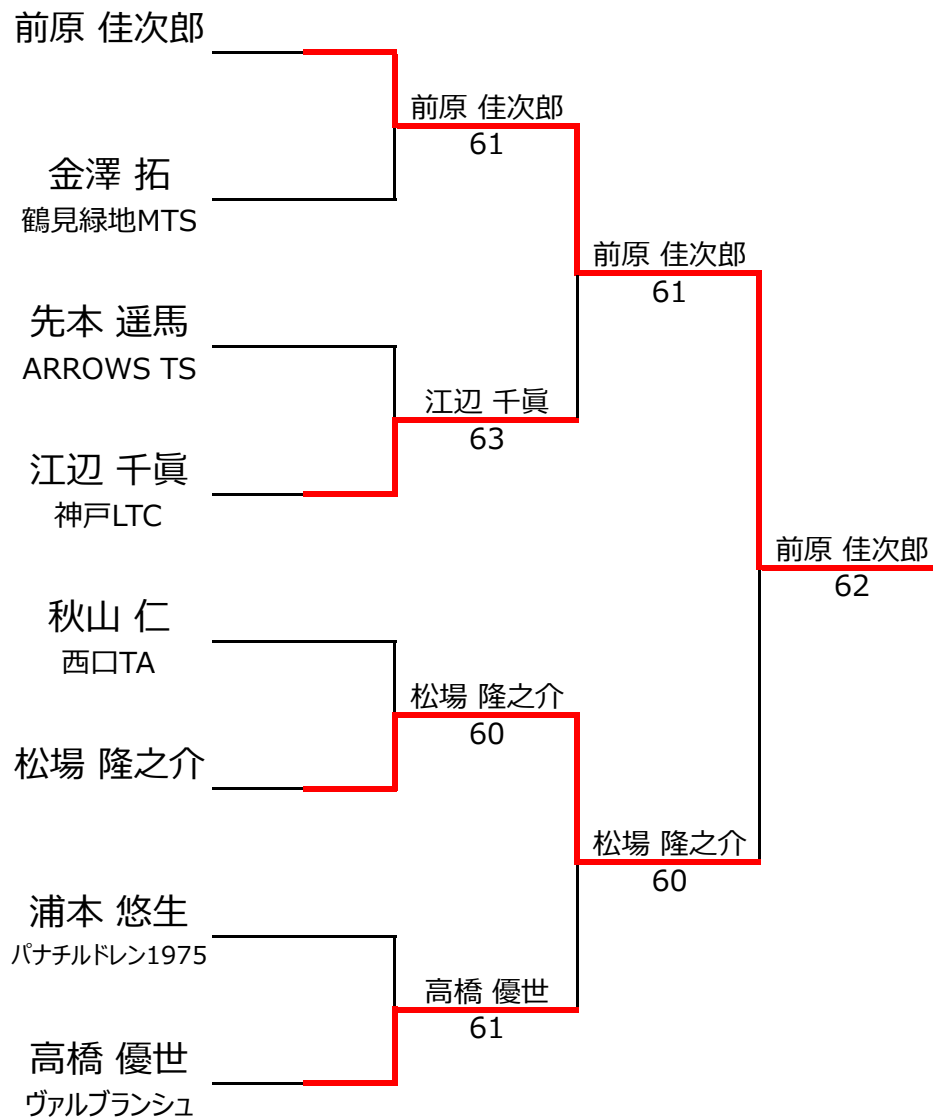 前原 佳次郎
前原 佳次郎
61
金澤 拓
鶴見緑地MTS
前原 佳次郎
61
先本 遥馬
ARROWS TS
江辺 千眞
63
江辺 千眞
神戸LTC
前原 佳次郎
62
秋山 仁
西口TA
松場 隆之介
60
松場 隆之介
松場 隆之介
60
浦本 悠生
パナチルドレン1975
高橋 優世
61
高橋 優世
ヴァルブランシュ